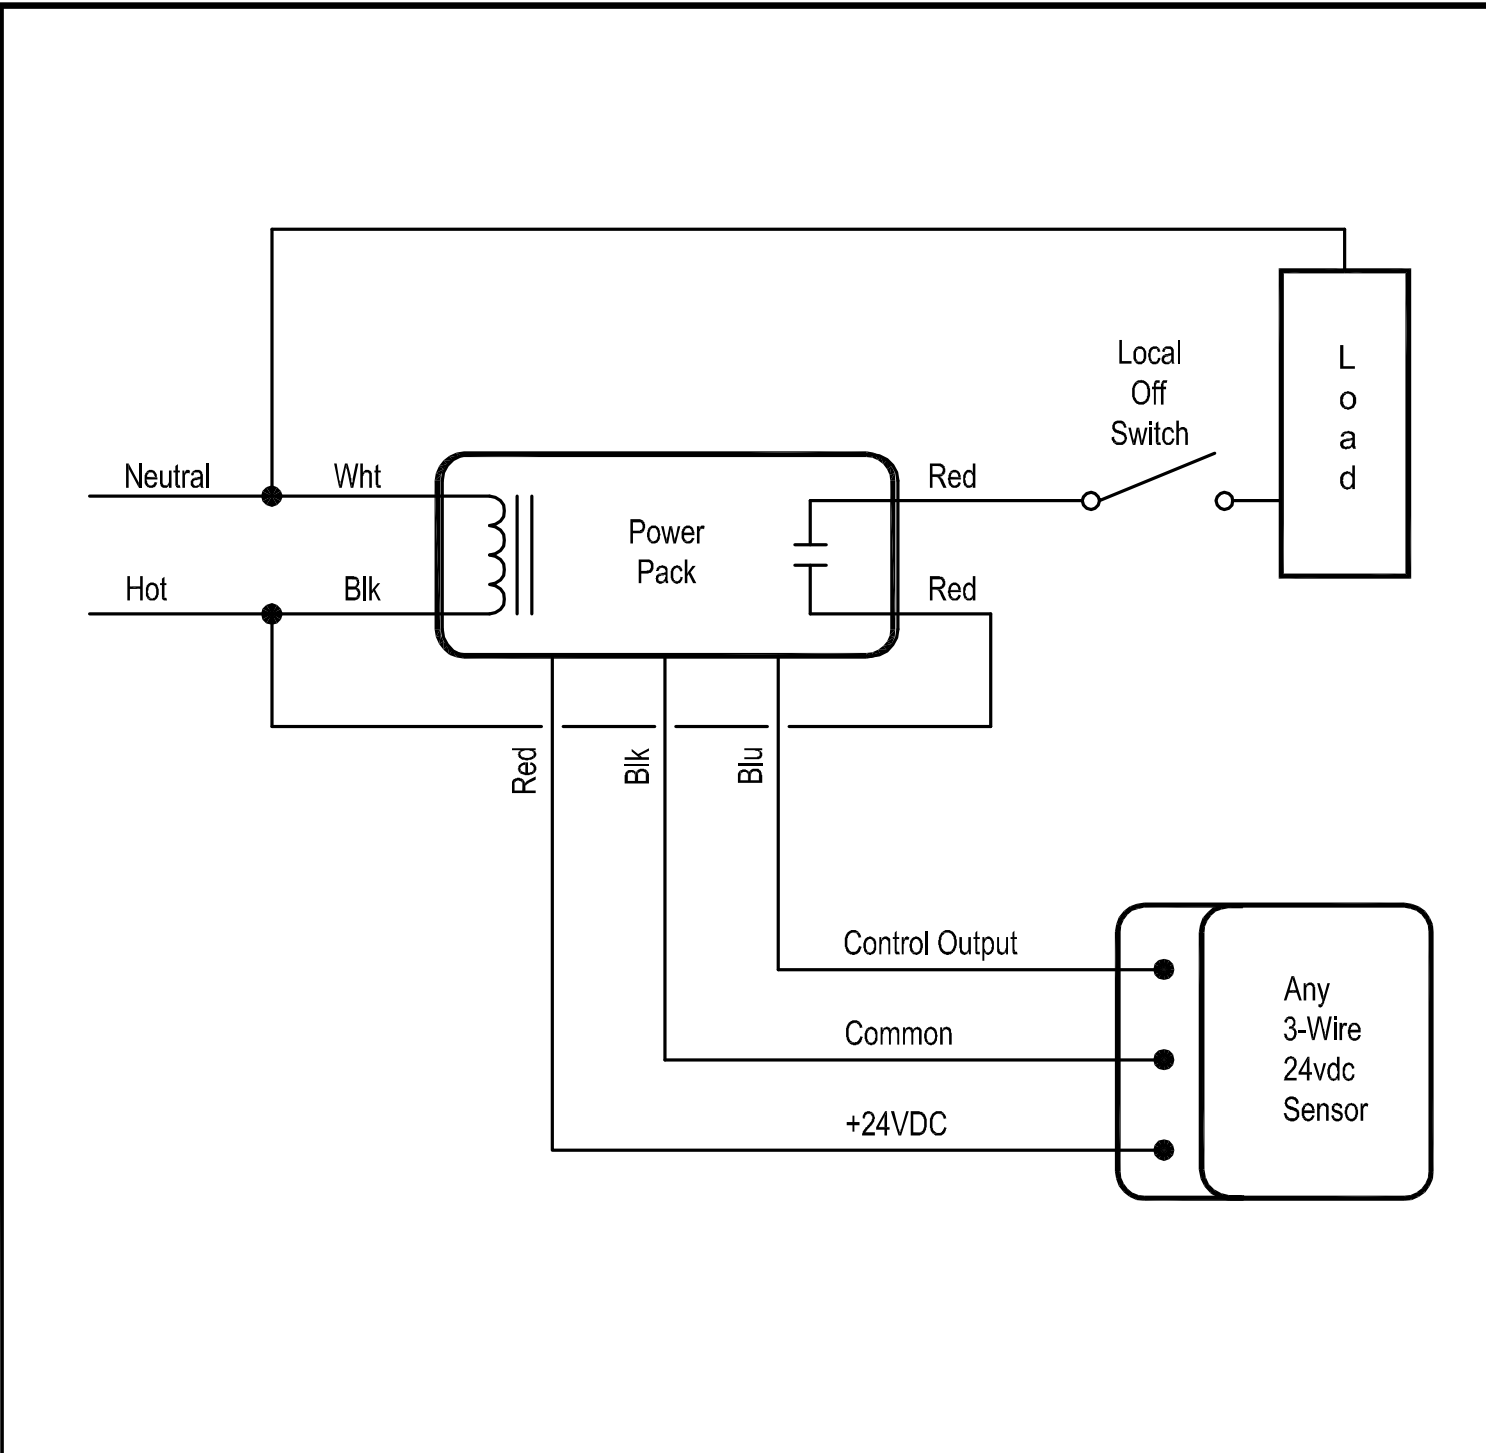 Local
Off
Switch
L
o
a
d
Neutral
Wht
Power
Pack
Red
Hot
Blk
Red
Red
Blk
Blu
Control Output
Common
+24VDC
Any
3-Wire
24vdc
Sensor